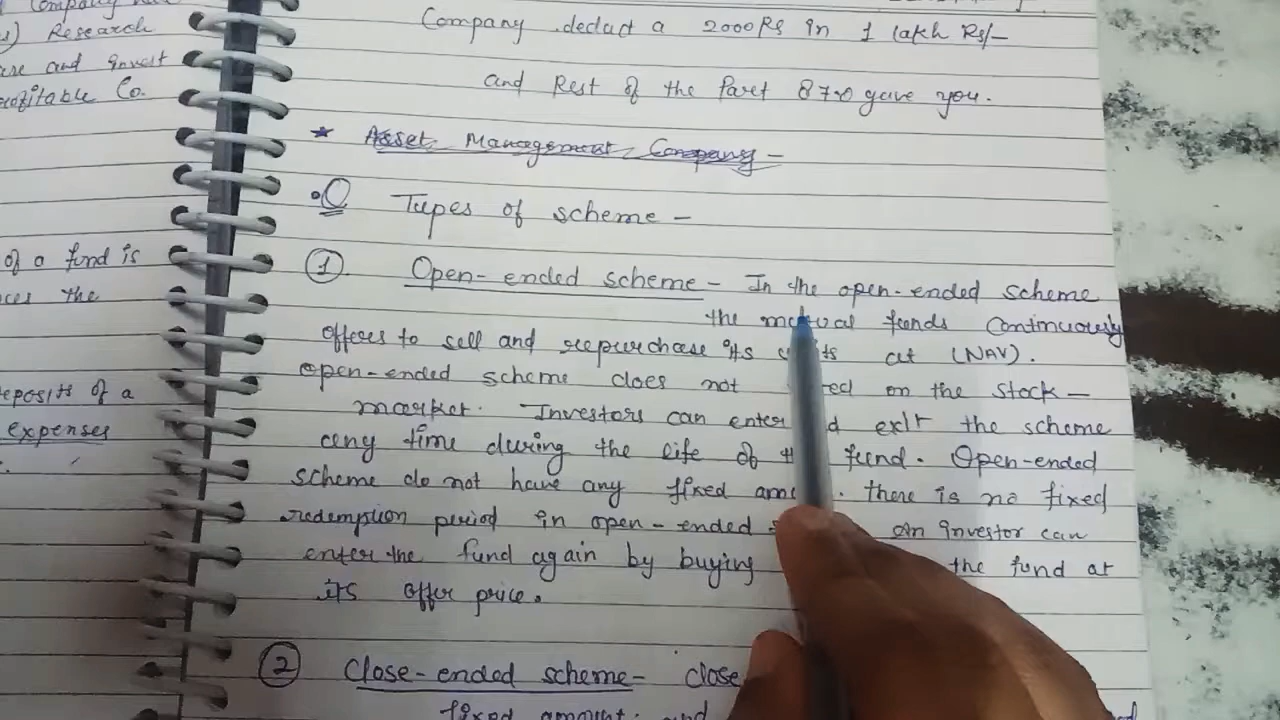 Company
Research
and invest
Co.
of a fund is
the
deposits of a
expenses
Company deduct a 2000 Rs in 1 lakh Rs/-
and Rest of the Part 8700 gave you.
* Asset Management Company -
Q Types of scheme -
1 Open-ended scheme - In the open-ended scheme
the mutual funds continuously
offers to sell and repurchase its units at (NAV).
open-ended scheme does not on the stock-
market. Investors can enter exit the scheme
any time during the life of fund. Open-ended
scheme do not have any fixed there is no fixed
redemption period in open-ended An investor can
enter the fund again by buying the fund at
its offer price.
2 Close-ended scheme - close
fixed amount. and